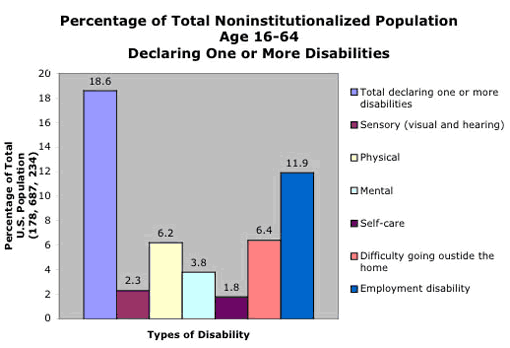 Percentage of Total Noninstitutionalized Population
Age 16-64
Declaring One or More Disabilities
Percentage of Total
U.S. Population
(178, 687, 234)
20
18
16
14
12
10
8
6
4
2
0
18.6
2.3
6.2
3.8
1.8
6.4
11.9
Types of Disability
Total declaring one or more
disabilities
Sensory (visual and hearing)
Physical
Mental
Self-care
Difficulty going oustide the
home
Employment disability